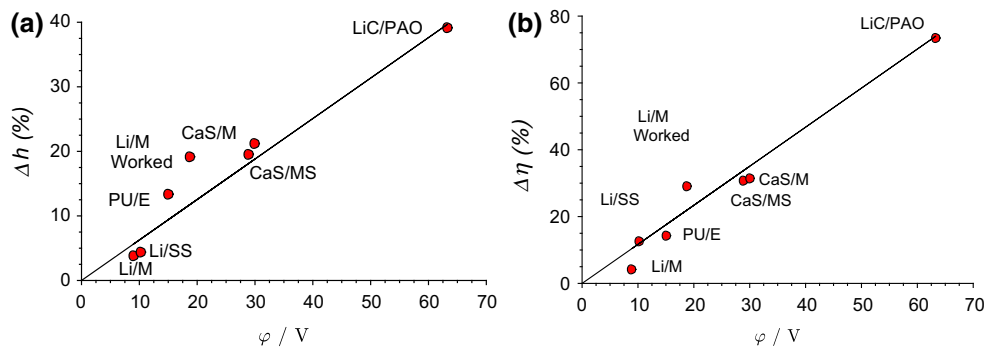 (a)
Δh (%)
40
30
20
10
0
LiC/PAO
Li/M
Worked
CaS/M
CaS/MS
PU/E
Li/SS
Li/M
0 10 20 30 40 50 60 70
φ / V
(b)
Δη (%)
80
60
40
20
0
LiC/PAO
Li/M
Worked
Li/SS
CaS/M
CaS/MS
PU/E
Li/M
0 10 20 30 40 50 60 70
φ / V